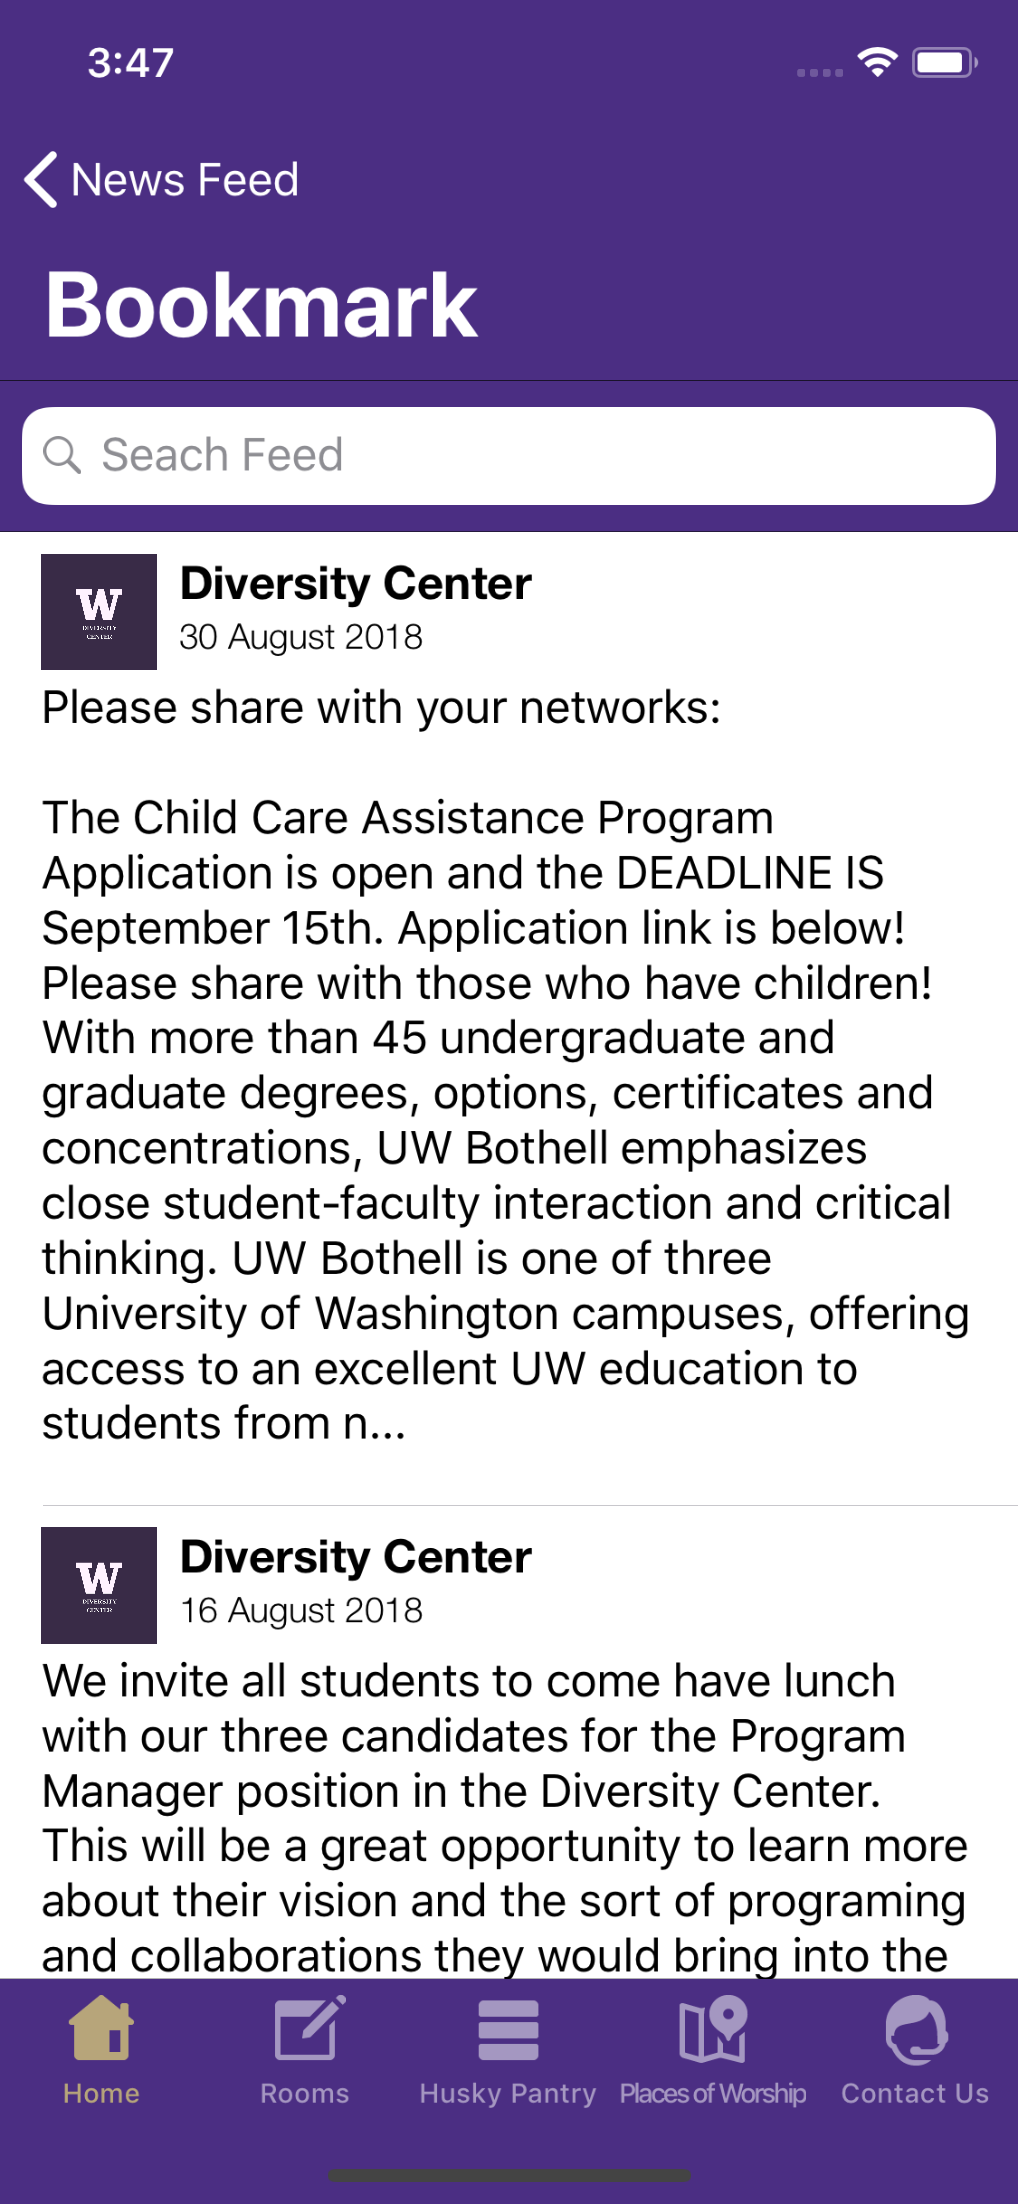 3:47
News Feed
Bookmark
Seach Feed
W
DIVERSITY
CENTER
Diversity Center
30 August 2018
Please share with your networks:
The Child Care Assistance Program
Application is open and the DEADLINE IS
September 15th. Application link is below!
Please share with those who have children!
With more than 45 undergraduate and
graduate degrees, options, certificates and
concentrations, UW Bothell emphasizes
close student-faculty interaction and critical
thinking. UW Bothell is one of three
University of Washington campuses, offering
access to an excellent UW education to
students from n...
W
DIVERSITY
CENTER
Diversity Center
16 August 2018
We invite all students to come have lunch
with our three candidates for the Program
Manager position in the Diversity Center.
This will be a great opportunity to learn more
about their vision and the sort of programing
and collaborations they would bring into the
Home
Rooms
Husky Pantry
Places of Worship
Contact Us